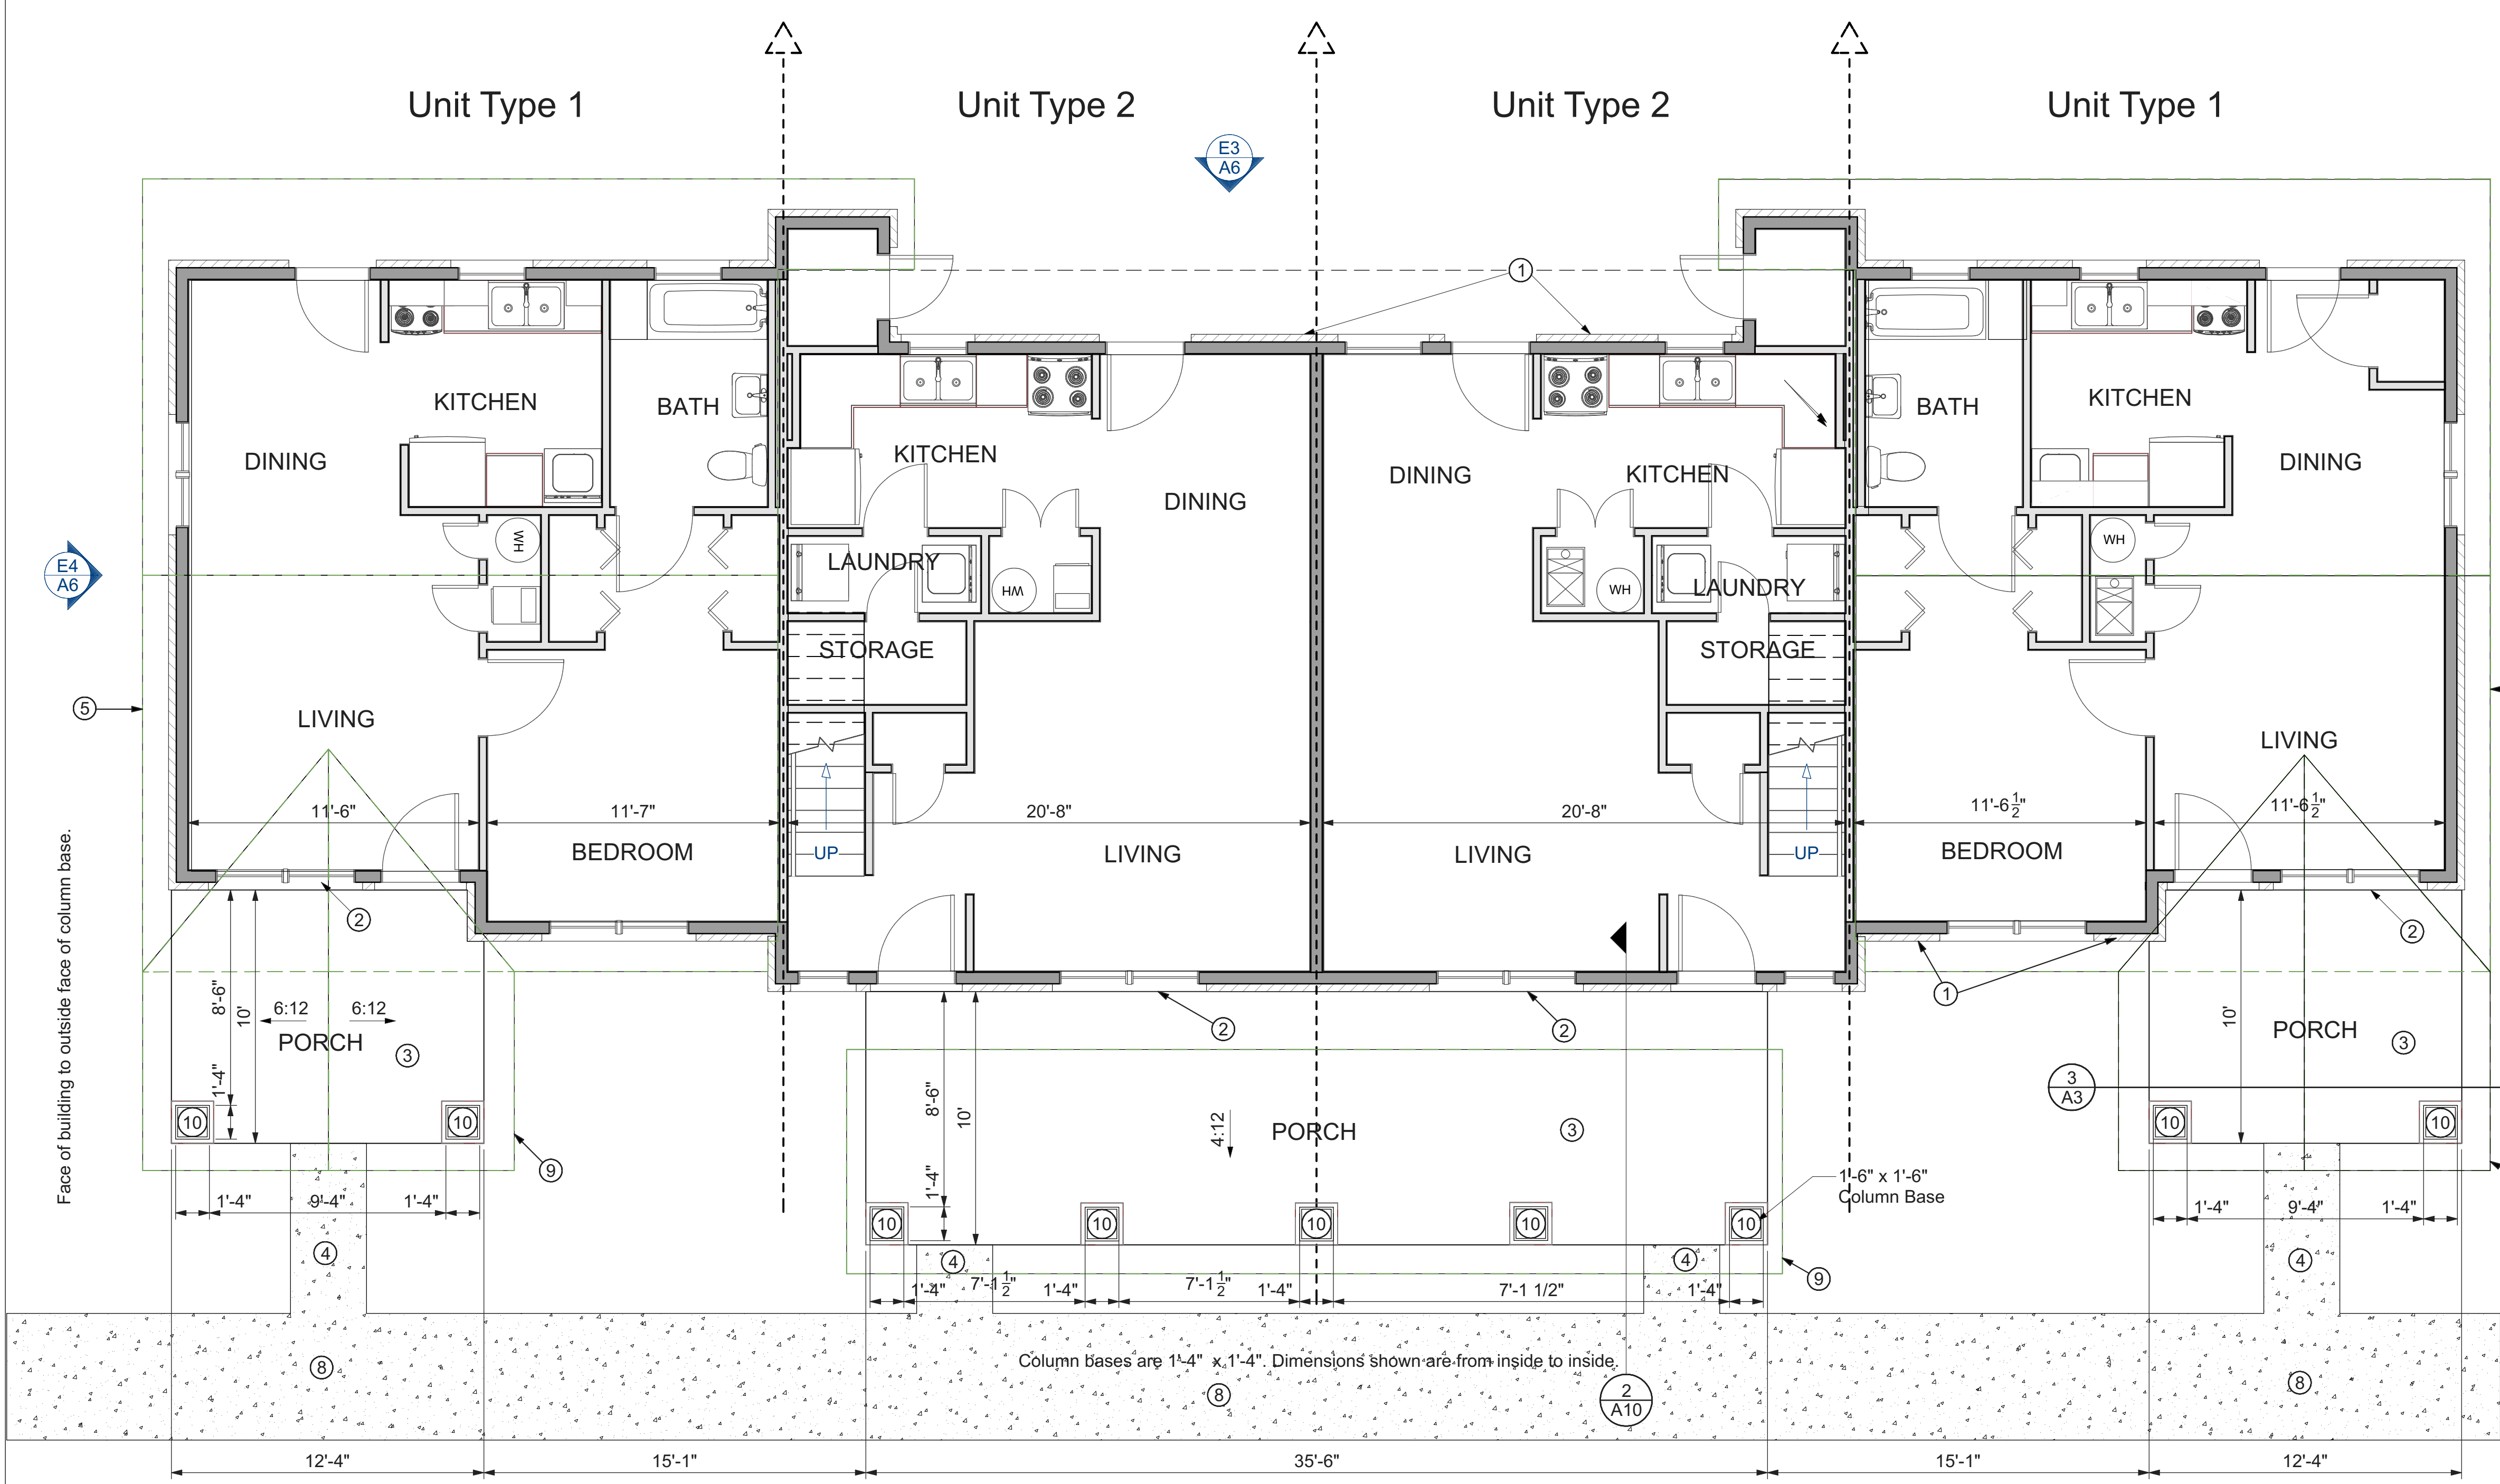 Unit Type 1
Unit Type 2
Unit Type 2
Unit Type 1
E3
A6
1
KITCHEN
BATH
DINING
KITCHEN
DINING
DINING
KITCHEN
BATH
KITCHEN
DINING
WH
LAUNDRY
WH
WH
LAUNDRY
WH
E4
A6
STORAGE
STORAGE
5
LIVING
LIVING
11'-6"
11'-7"
20'-8"
20'-8"
11'-6 1/2"
11'-6 1/2"
BEDROOM
UP
LIVING
LIVING
UP
BEDROOM
Face of building to outside face of column base.
2
2
2
2
1
8'-6"
10'
6:12
6:12
PORCH
3
1'-4"
10
10
9
8'-6"
10'
4:12
PORCH
3
1'-4"
10'
PORCH
3
3
A3
10
10
1'-6" x 1'-6"
Column Base
1'-4"
9'-4"
1'-4"
10
10
10
10
10
1'-4"
9'-4"
1'-4"
4
4
4
4
9
1'-4"
7'-1 1/2"
1'-4"
7'-1 1/2"
1'-4"
7'-1 1/2"
1'-4"
8
Column bases are 1'-4" x 1'-4". Dimensions shown are from inside to inside.
8
8
2
A10
12'-4"
15'-1"
35'-6"
15'-1"
12'-4"